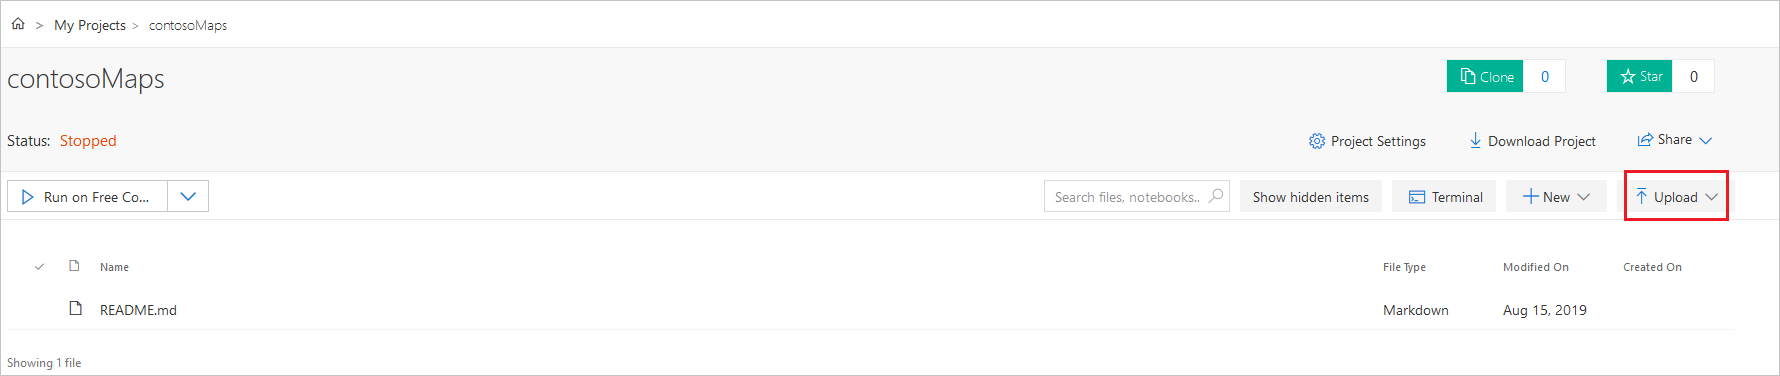 > My Projects > contosoMaps
contosoMaps
Clone 0 Star 0
Status: Stopped
Project Settings Download Project Share
Run on Free Co... Search files, notebooks.. Show hidden items Terminal New Upload
Name File Type Modified On Created On
README.md Markdown Aug 15, 2019
Showing 1 file